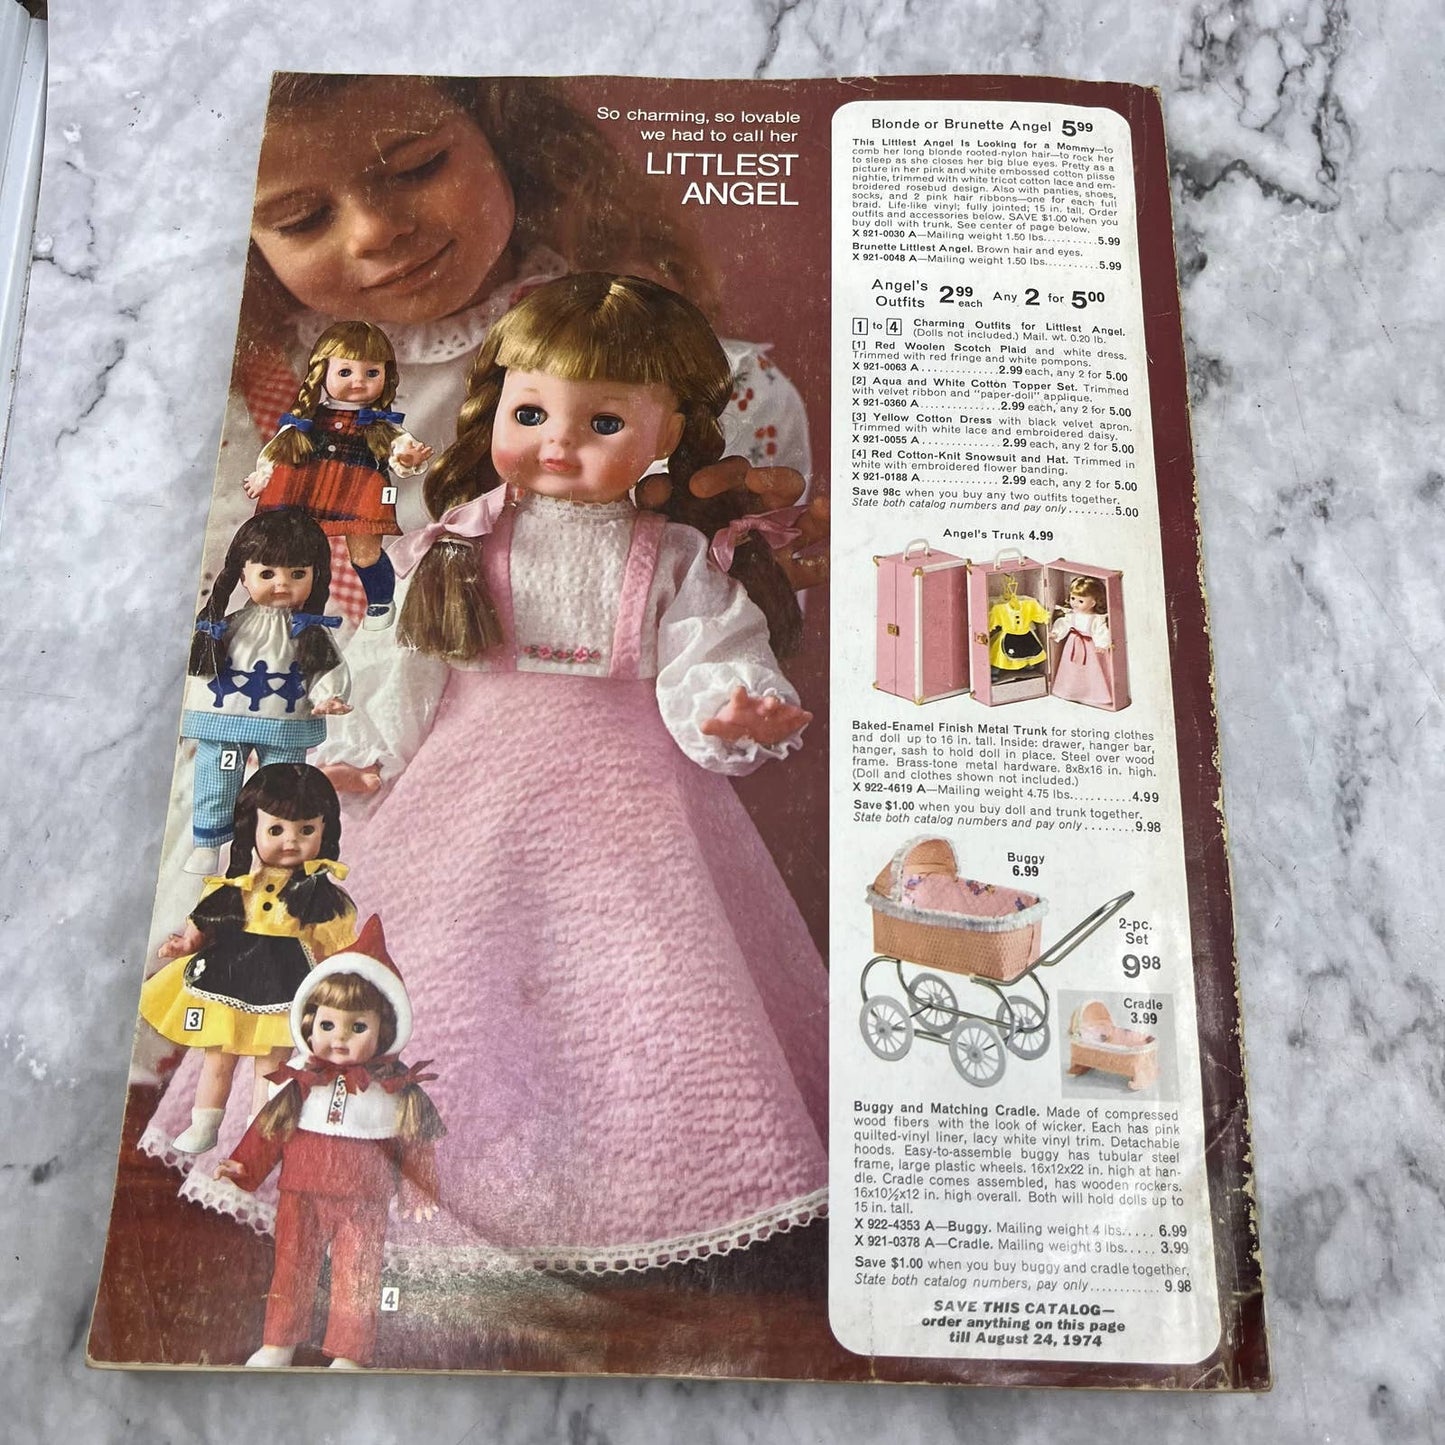 So charming, so lovable
we had to call her
LITTLEST
ANGEL
1
2
3
4
Blonde or Brunette Angel 5⁹⁹
This Littlest Angel Is Looking for a Mommy—to
comb her long blonde rooted-nylon hair—to rock her
to sleep as she closes her big blue eyes. Pretty as a
picture in her pink and white embossed cotton plisse
nightie, trimmed with white tricot cotton lace and em-
broidered rosebud design. Also with panties, shoes,
socks, and 2 pink hair ribbons—one for each full
braid. Life-like vinyl; fully jointed; 15 in. tall. Order
outfits and accessories below. SAVE $1.00 when you
buy doll with trunk. See center of page below.
X 921-0030 A—Mailing weight 1.50 lbs..........5.99
Brunette Littlest Angel. Brown hair and eyes.
X 921-0048 A—Mailing weight 1.50 lbs..........5.99
Angel's
Outfits 2⁹⁹ each Any 2 for 5⁰⁰
1 to 4 Charming Outfits for Littlest Angel.
(Dolls not included.) Mail. wt. 0.20 lb.
[1] Red Woolen Scotch Plaid and white dress.
Trimmed with red fringe and white pompons.
X 921-0063 A.............2.99 each, any 2 for 5.00
[2] Aqua and White Cotton Topper Set. Trimmed
with velvet ribbon and "paper-doll" applique.
X 921-0360 A.............2.99 each, any 2 for 5.00
[3] Yellow Cotton Dress with black velvet apron.
Trimmed with white lace and embroidered daisy.
X 921-0055 A.............2.99 each, any 2 for 5.00
[4] Red Cotton-Knit Snowsuit and Hat. Trimmed in
white with embroidered flower banding.
X 921-0188 A.............2.99 each, any 2 for 5.00
Save 98c when you buy any two outfits together.
State both catalog numbers and pay only........5.00
Angel's Trunk 4.99
Baked-Enamel Finish Metal Trunk for storing clothes
and doll up to 16 in. tall. Inside: drawer, hanger bar,
hanger, sash to hold doll in place. Steel over wood
frame. Brass-tone metal hardware. 8x8x16 in. high.
(Doll and clothes shown not included.)
X 922-4619 A—Mailing weight 4.75 lbs...........4.99
Save $1.00 when you buy doll and trunk together.
State both catalog numbers and pay only........9.98
Buggy
6.99
2-pc.
Set
9⁹⁸
Cradle
3.99
Buggy and Matching Cradle. Made of compressed
wood fibers with the look of wicker. Each has pink
quilted-vinyl liner, lacy white vinyl trim. Detachable
hoods. Easy-to-assemble buggy has tubular steel
frame, large plastic wheels. 16x12x22 in. high at han-
dle. Cradle comes assembled, has wooden rockers.
16x10½x12 in. high overall. Both will hold dolls up to
15 in. tall.
X 922-4353 A—Buggy. Mailing weight 4 lbs..... 6.99
X 921-0378 A—Cradle. Mailing weight 3 lbs..... 3.99
Save $1.00 when you buy buggy and cradle together.
State both catalog numbers, pay only........... 9.98
SAVE THIS CATALOG—
order anything on this page
till August 24, 1974